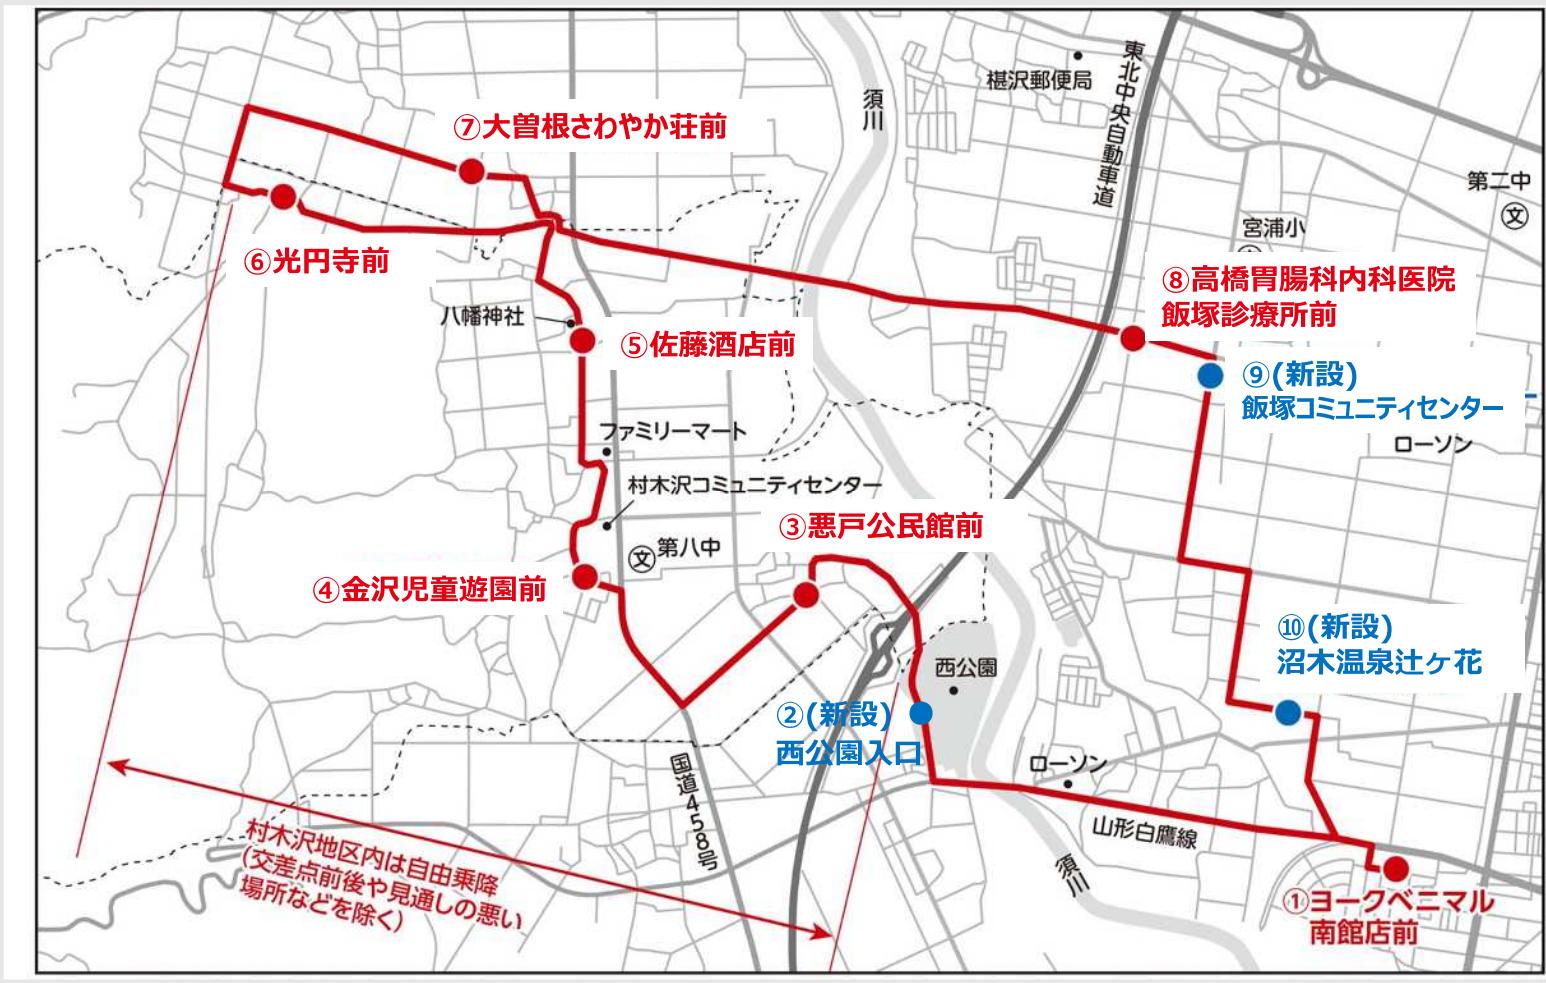 東北中央自動車道
椹沢郵便局
須川
⑦大曽根さわやか荘前
第二中
文
宮浦小
⑥光円寺前
⑧高橋胃腸科内科医院
飯塚診療所前
八幡神社
⑤佐藤酒店前
⑨(新設)
飯塚コミュニティセンター
ファミリーマート
ローソン
村木沢コミュニティセンター
③悪戸公民館前
文 第八中
④金沢児童遊園前
⑩(新設)
沼木温泉辻ヶ花
西公園
②(新設)
西公園入口
国道458号
ローソン
山形白鷹線
須川
村木沢地区内は自由乗降
(交差点前後や見通しの悪い
場所などを除く)
①ヨークベニマル
南館店前